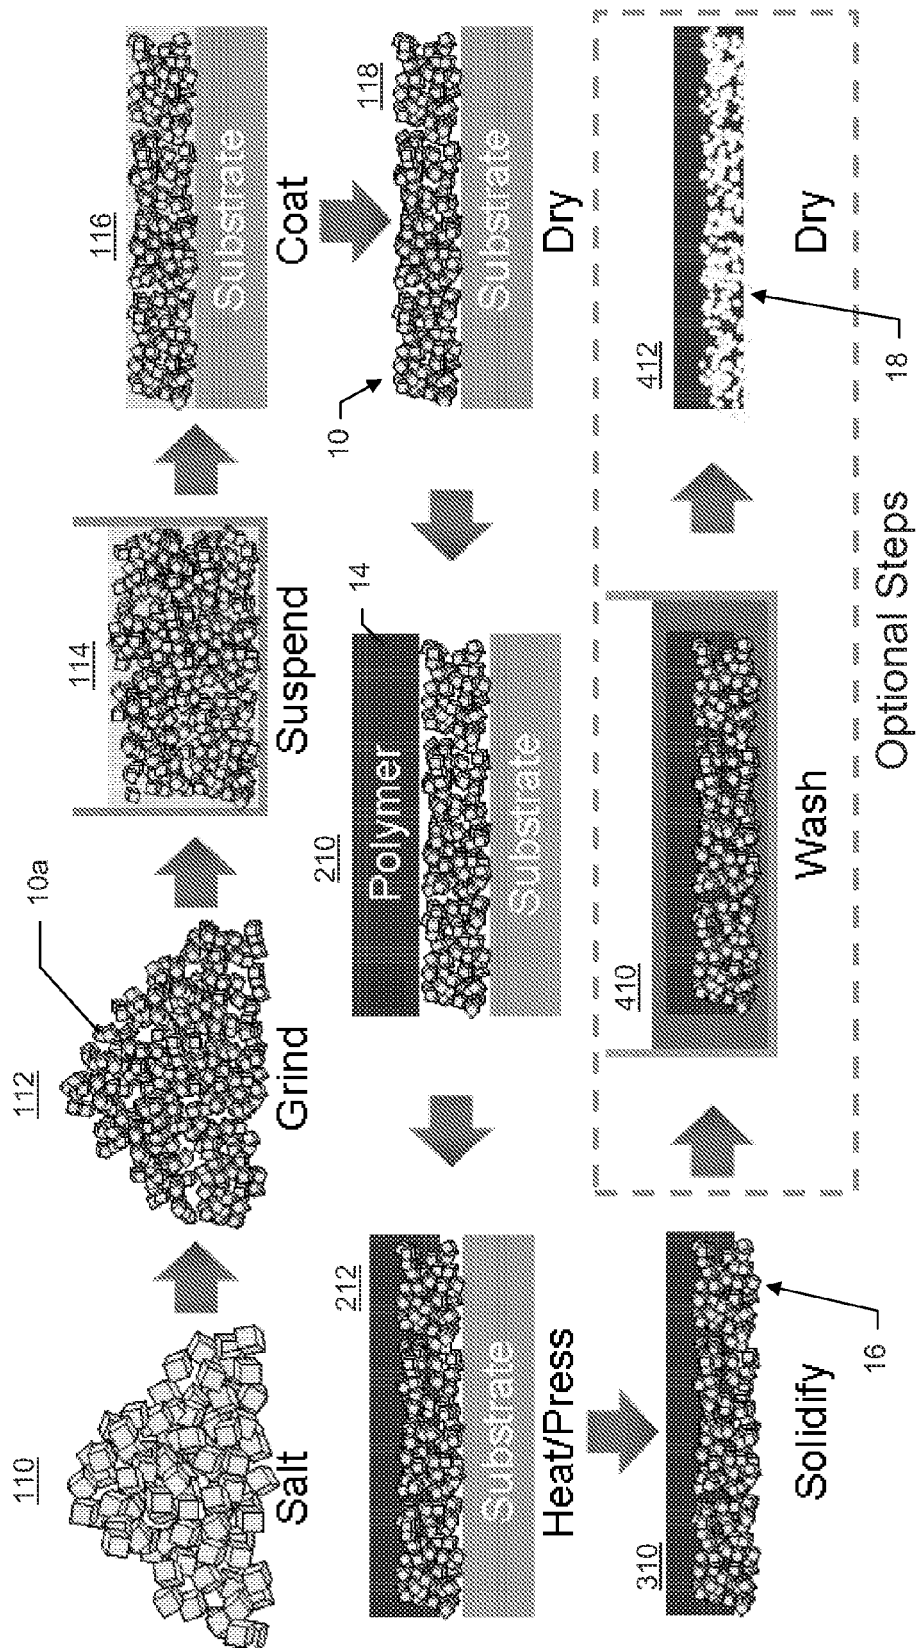 110
Salt
112
10a
Grind
114
Suspend
116
Substrate
Coat
118
10
Substrate
Dry
14
Polymer
210
Substrate
212
Substrate
Heat/Press
310
16
Solidify
410
Wash
412
18
Dry
Optional Steps